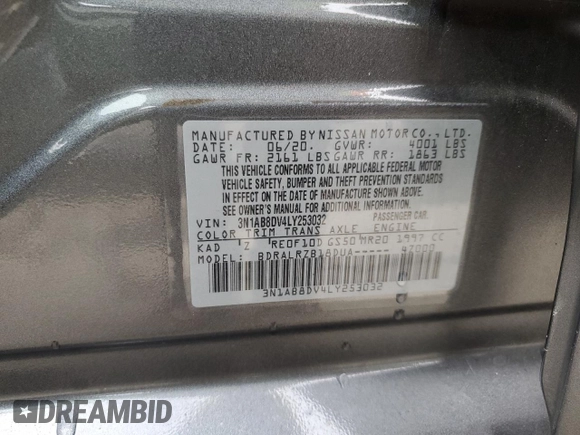 MANUFACTURED BY NISSAN MOTOR CO., LTD.
DATE: 06/20. GVWR: 4001 LBS
GAWR FR: 2161 LBS GAWR RR: 1863 LBS
THIS VEHICLE CONFORMS TO ALL APPLICABLE FEDERAL MOTOR
VEHICLE SAFETY, BUMPER AND THEFT PREVENTION STANDARDS
IN EFFECT ON THE DATE OF MANUFACTURE SHOWN ABOVE.
SEE OWNER'S MANUAL FOR ADDITIONAL INFORMATION.
VIN: 3N1AB8DV4LY253032 PASSENGER CAR
COLOR TRIM TRANS AXLE ENGINE
KAD Z RE0F10D GS50 MR20 1997 CC
MODEL: BDRALRZB18DUA----- 97000
3N1AB8DV4LY253032
DREAMBID